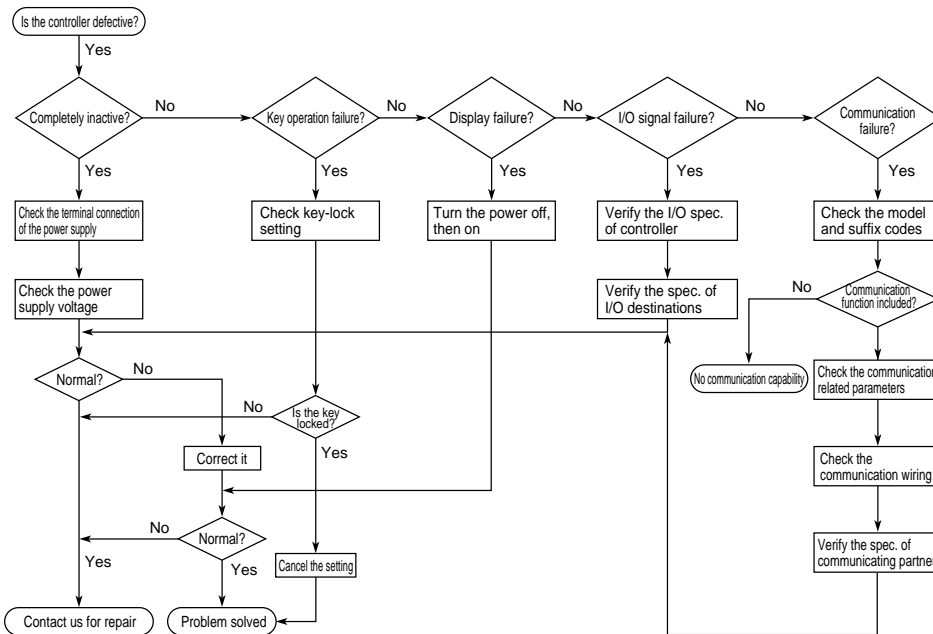 Is the controller defective?
Yes
Completely inactive?
No
Key operation failure?
No
Display failure?
No
I/O signal failure?
No
Communication
failure?
Yes
Yes
Yes
Yes
Yes
Check the terminal connection
of the power supply
Check key-lock
setting
Turn the power off,
then on
Verify the I/O spec.
of controller
Check the model
and suffix codes
Check the power
supply voltage
Verify the spec. of
I/O destinations
No
Communication
function included?
Yes
Normal?
No
No communication capability
Check the communication
related parameters
No
Is the key
locked?
Yes
Correct it
Check the
communication wiring
No
Normal?
Yes
Yes
Cancel the setting
Verify the spec. of
communicating partner
Contact us for repair
Problem solved